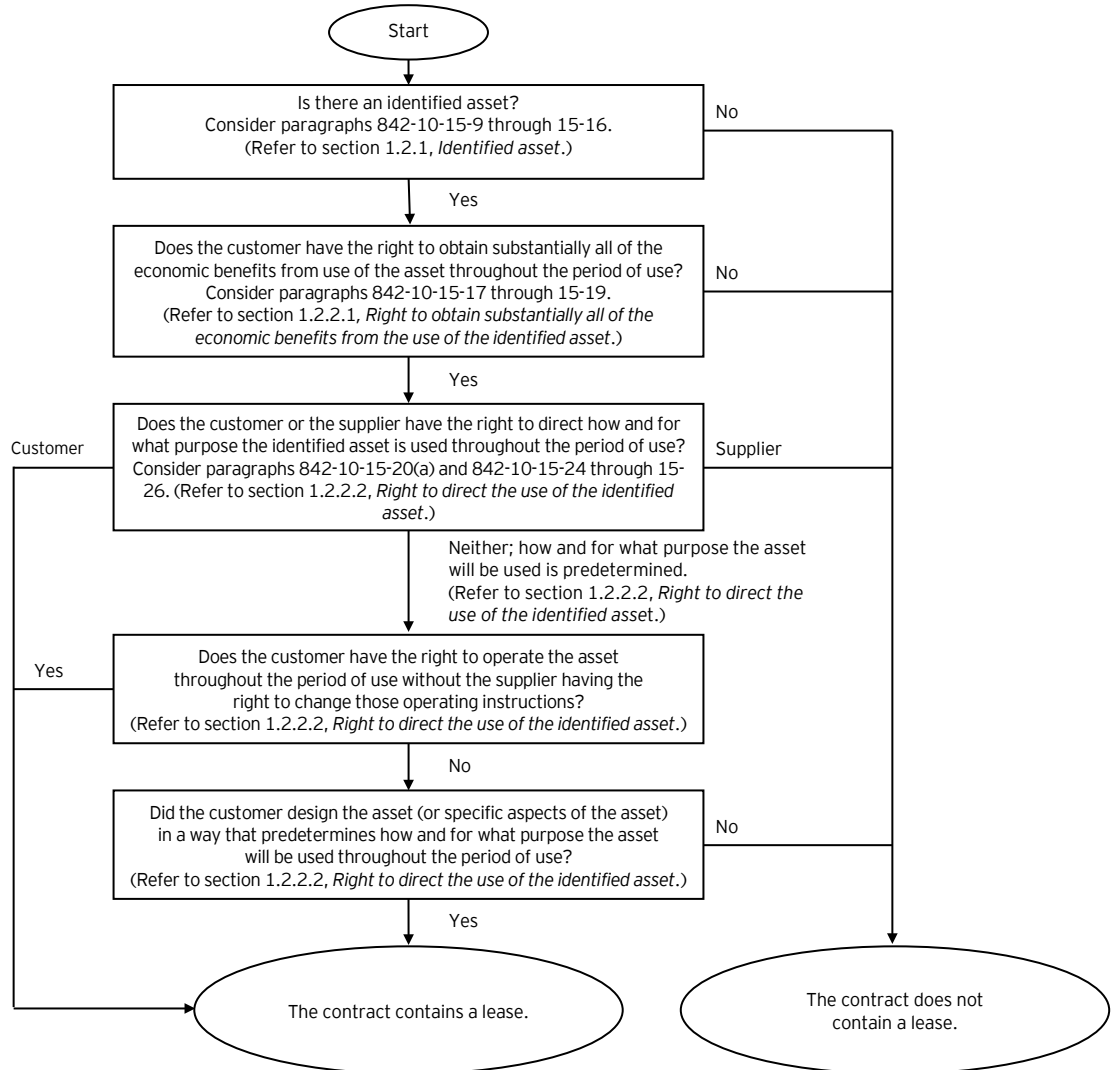 Start
Is there an identified asset?
Consider paragraphs 842-10-15-9 through 15-16.
(Refer to section 1.2.1, Identified asset.)
No
Yes
Does the customer have the right to obtain substantially all of the
economic benefits from use of the asset throughout the period of use?
Consider paragraphs 842-10-15-17 through 15-19.
(Refer to section 1.2.2.1, Right to obtain substantially all of the
economic benefits from the use of the identified asset.)
No
Yes
Customer
Does the customer or the supplier have the right to direct how and for
what purpose the identified asset is used throughout the period of use?
Consider paragraphs 842-10-15-20(a) and 842-10-15-24 through 15-
26. (Refer to section 1.2.2.2, Right to direct the use of the identified
asset.)
Supplier
Neither; how and for what purpose the asset
will be used is predetermined.
(Refer to section 1.2.2.2, Right to direct the
use of the identified asset.)
Yes
Does the customer have the right to operate the asset
throughout the period of use without the supplier having the
right to change those operating instructions?
(Refer to section 1.2.2.2, Right to direct the use of the identified asset.)
No
Did the customer design the asset (or specific aspects of the asset)
in a way that predetermines how and for what purpose the asset
will be used throughout the period of use?
(Refer to section 1.2.2.2, Right to direct the use of the identified asset.)
No
Yes
The contract contains a lease.
The contract does not
contain a lease.